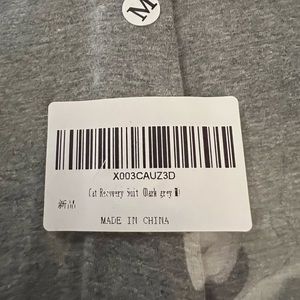 M
X003CAUZ3D
Cat Recovery Suit (Dark grey M)
新品
MADE IN CHINA